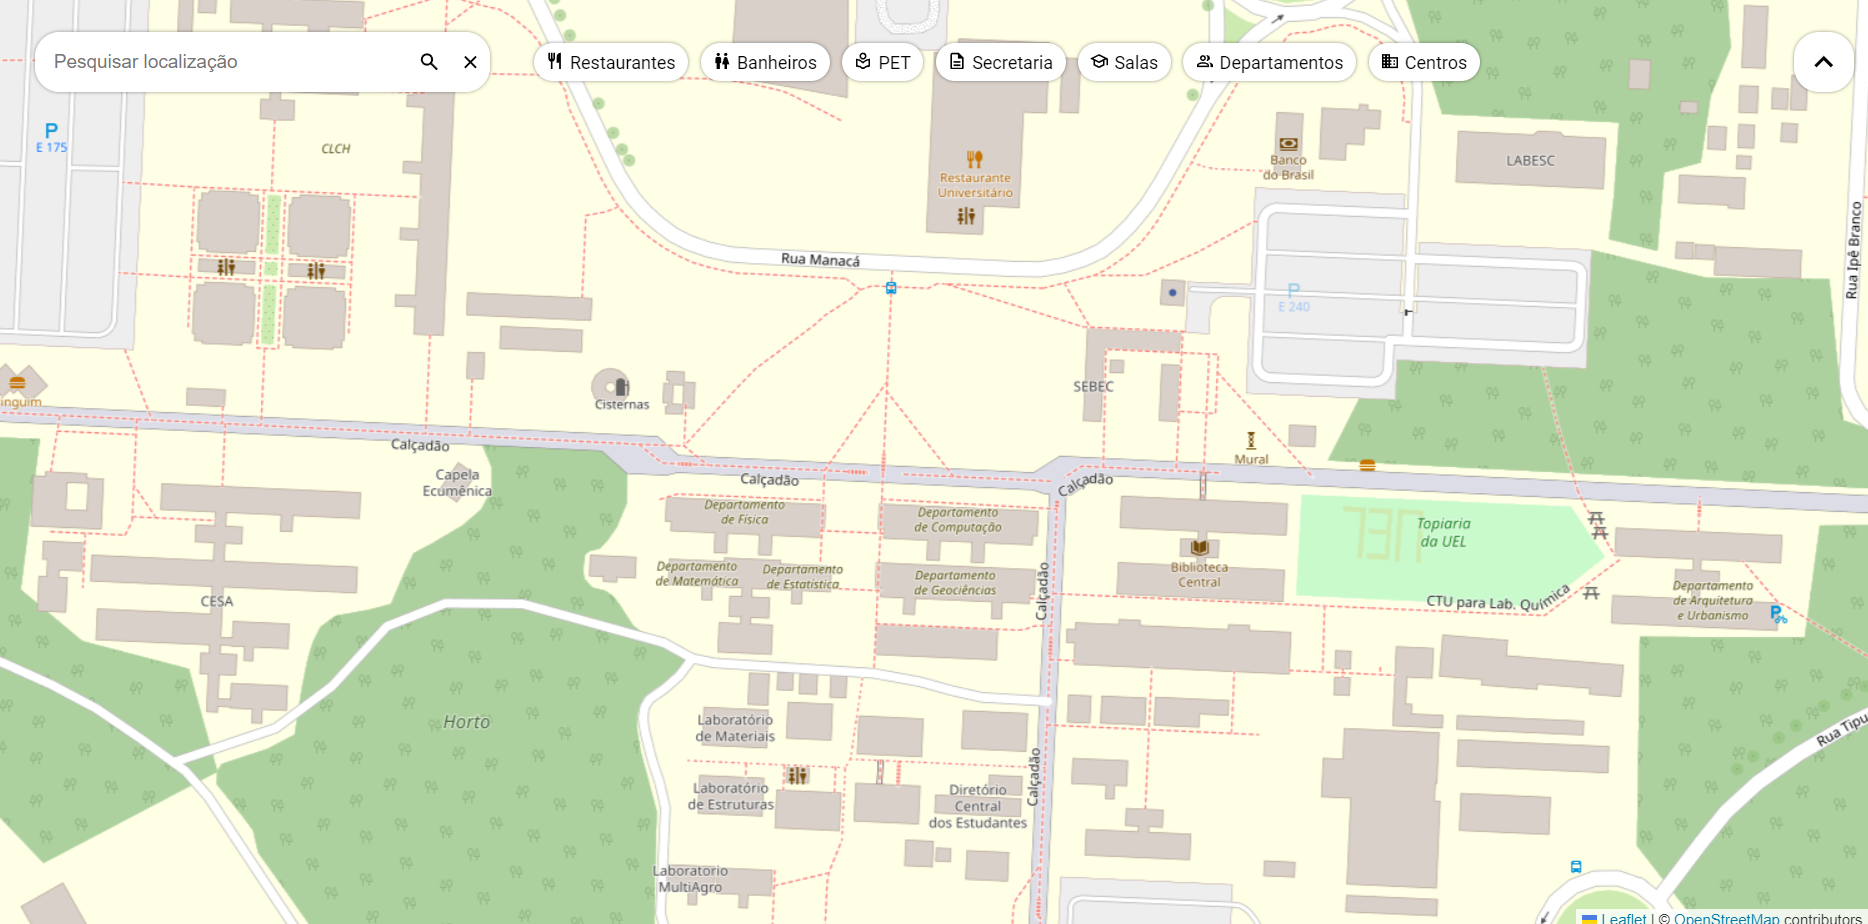 Pesquisar localização
Restaurantes
Banheiros
PET
Secretaria
Salas
Departamentos
Centros
P
E 175
CLCH
Restaurante
Universitário
Banco
do Brasil
LABESC
Rua Ipê Branco
Rua Manacá
P
E 240
SEBEC
Cisternas
inguim
Calçadão
Capela
Ecumênica
Calçadão
Calçadão
Mural
Departamento
de Física
Departamento
de Computação
Topiaria
da UEL
UEL
Biblioteca
Central
Departamento
de Matemática
Departamento
de Estatística
Departamento
de Geociências
Calçadão
CTU para Lab. Química
Departamento
de Arquitetura
e Urbanismo
P
CESA
Horto
Laboratório
de Materiais
Rua Tipu
Calçadão
Laboratório
de Estruturas
Diretório
Central
dos Estudantes
Laboratorio
MultiAgro
Leaflet | © OpenStreetMap contributors